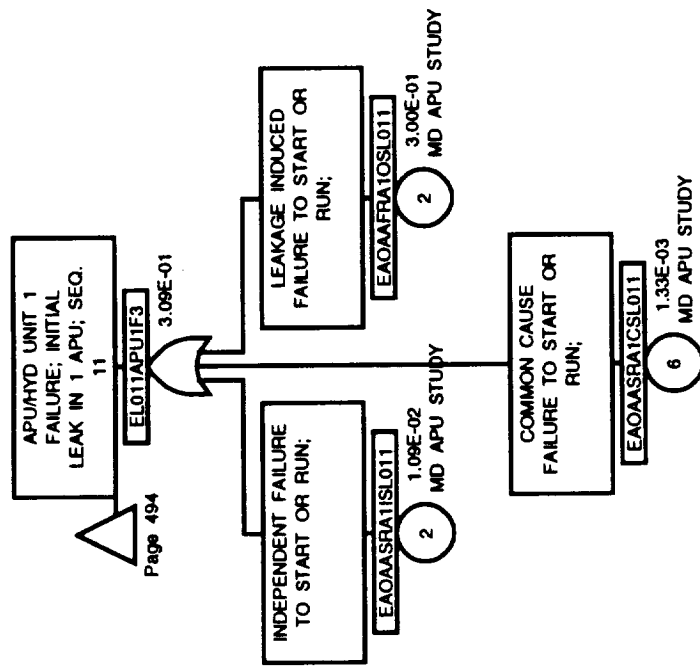 APU/HYD UNIT 1
FAILURE; INITIAL
LEAK IN 1 APU; SEQ.
11
EL011APU1F3
3.09E-01
Page 494
INDEPENDENT FAILURE
TO START OR RUN;
EAOAASRA1ISL011
2
1.09E-02
MD APU STUDY
LEAKAGE INDUCED
FAILURE TO START OR
RUN;
EAOAAFRA1OSL011
2
3.00E-01
MD APU STUDY
COMMON CAUSE
FAILURE TO START OR
RUN;
EAOAASRA1CSL011
6
1.33E-03
MD APU STUDY